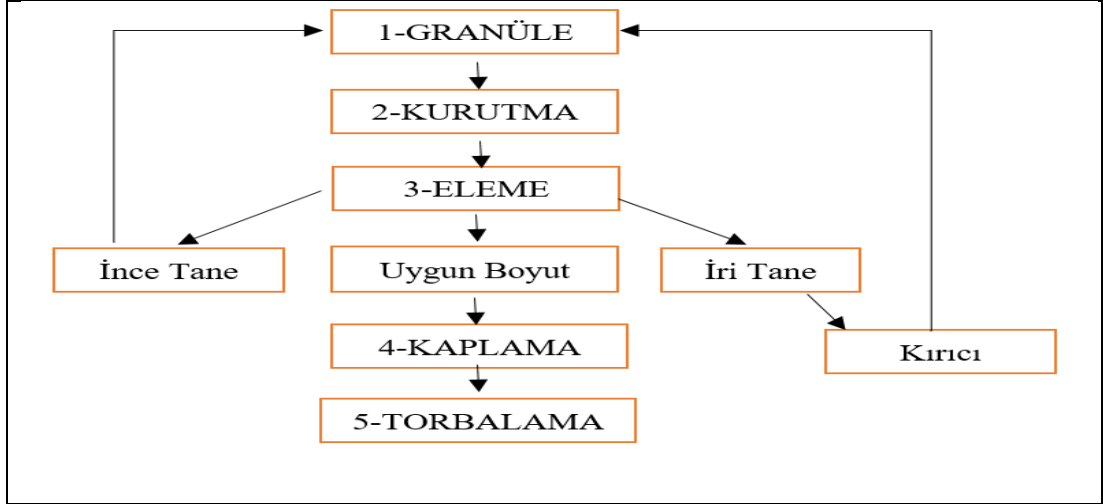 1-GRANÜLE
2-KURUTMA
3-ELEME
İnce Tane
Uygun Boyut
İri Tane
4-KAPLAMA
Kırıcı
5-TORBALAMA